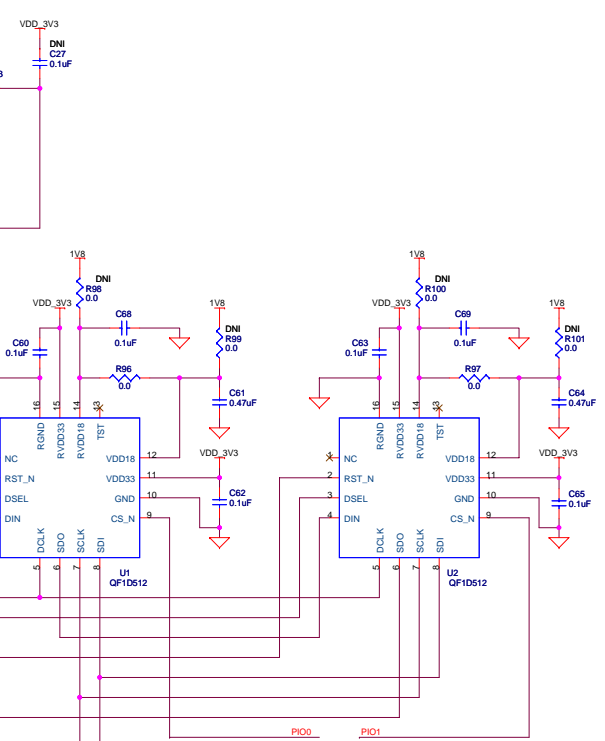 VDD_3V3
DNI
C27
0.1uF
3
1V8
DNI
R98
0.0
VDD_3V3
C68
0.1uF
1V8
DNI
R99
0.0
C60
0.1uF
R96
0.0
C61
0.47uF
16
15
14
13
RGND
RVDD33
RVDD18
TST
NC
RST_N
DSEL
DIN
VDD18
VDD33
GND
CS_N
12
11
10
9
VDD_3V3
C62
0.1uF
DCLK
SDO
SCLK
SDI
5
6
7
8
U1
QF1D512
1V8
DNI
R100
0.0
VDD_3V3
C69
0.1uF
1V8
DNI
R101
0.0
C63
0.1uF
R97
0.0
C64
0.47uF
16
15
14
13
RGND
RVDD33
RVDD18
TST
1
2
3
4
NC
RST_N
DSEL
DIN
VDD18
VDD33
GND
CS_N
12
11
10
9
VDD_3V3
C65
0.1uF
DCLK
SDO
SCLK
SDI
5
6
7
8
U2
QF1D512
PIO0
PIO1